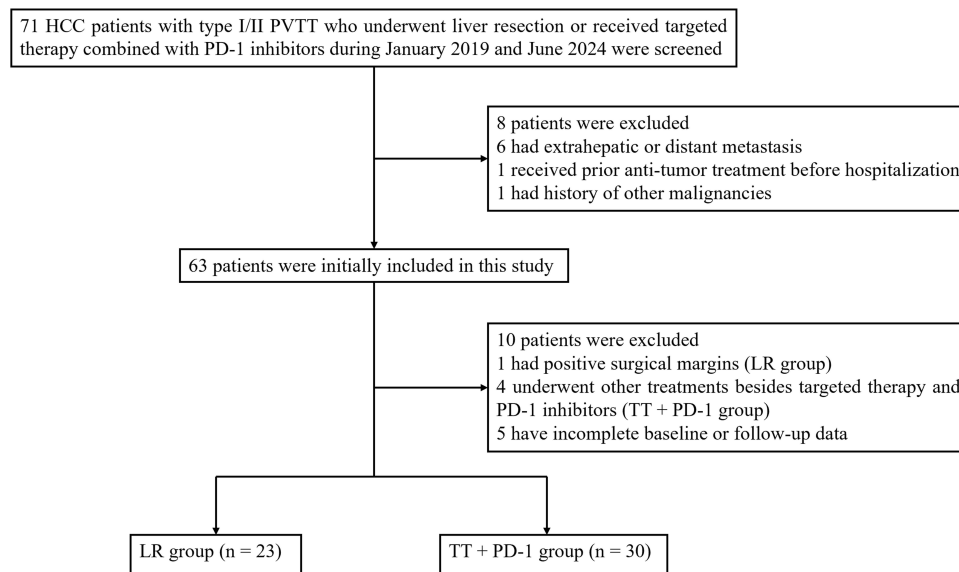 71 HCC patients with type I/II PVTT who underwent liver resection or received targeted
therapy combined with PD-1 inhibitors during January 2019 and June 2024 were screened
8 patients were excluded
6 had extrahepatic or distant metastasis
1 received prior anti-tumor treatment before hospitalization
1 had history of other malignancies
63 patients were initially included in this study
10 patients were excluded
1 had positive surgical margins (LR group)
4 underwent other treatments besides targeted therapy and
PD-1 inhibitors (TT + PD-1 group)
5 have incomplete baseline or follow-up data
LR group (n = 23)
TT + PD-1 group (n = 30)